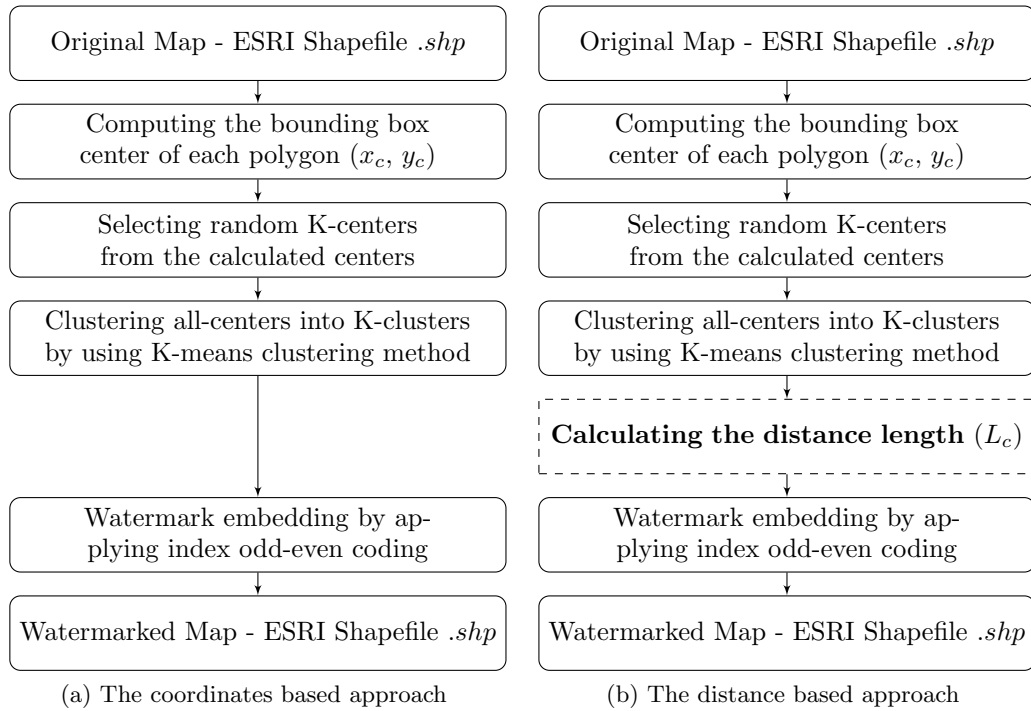 Original Map - ESRI Shapefile .shp
Computing the bounding box
center of each polygon (x_c, y_c)
Selecting random K-centers
from the calculated centers
Clustering all-centers into K-clusters
by using K-means clustering method
Watermark embedding by ap-
plying index odd-even coding
Watermarked Map - ESRI Shapefile .shp
(a) The coordinates based approach
Original Map - ESRI Shapefile .shp
Computing the bounding box
center of each polygon (x_c, y_c)
Selecting random K-centers
from the calculated centers
Clustering all-centers into K-clusters
by using K-means clustering method
Calculating the distance length (L_c)
Watermark embedding by ap-
plying index odd-even coding
Watermarked Map - ESRI Shapefile .shp
(b) The distance based approach